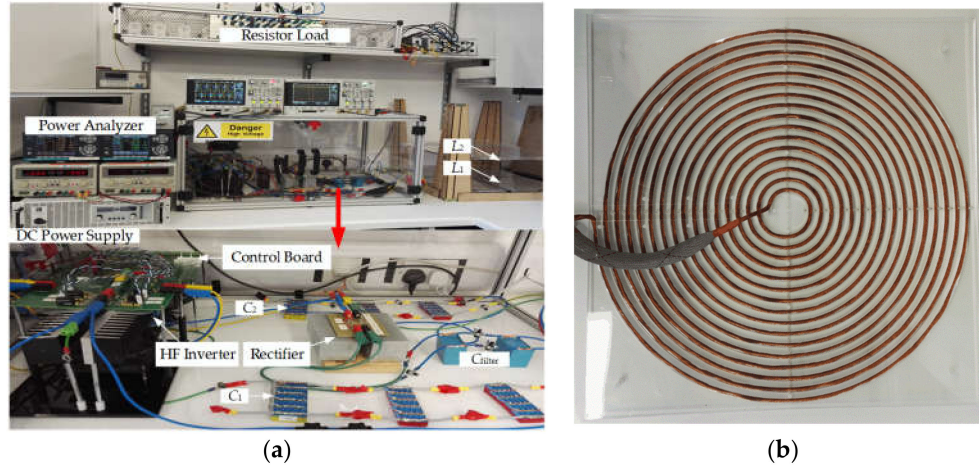 Resistor Load
Power Analyzer
Danger
High Voltage
L2
L1
DC Power Supply
Control Board
C2
HF Inverter
Rectifier
Cfilter
C1
(a)
(b)